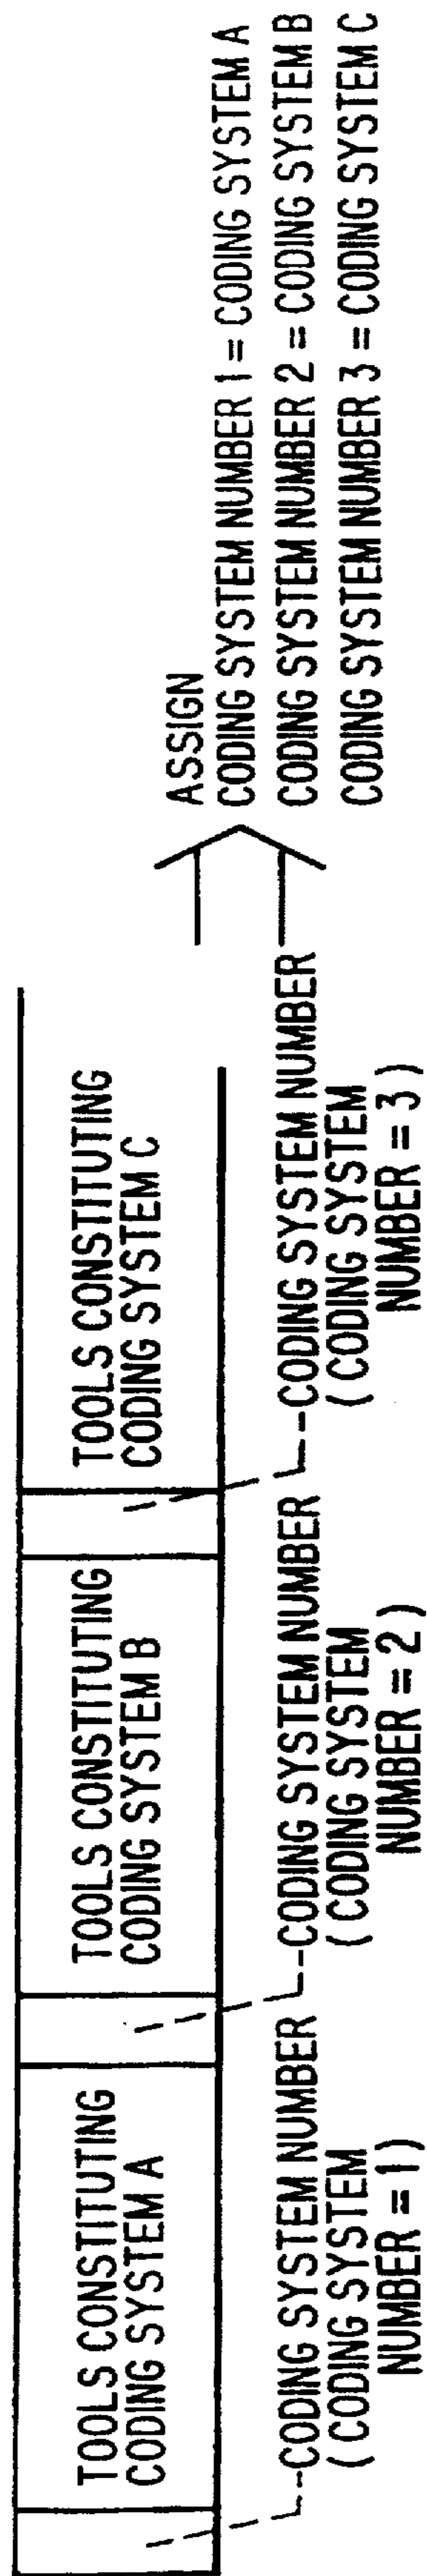 TOOLS CONSTITUTING
CODING SYSTEM A
TOOLS CONSTITUTING
CODING SYSTEM B
TOOLS CONSTITUTING
CODING SYSTEM C
CODING SYSTEM NUMBER
( CODING SYSTEM
NUMBER = 1 )
CODING SYSTEM NUMBER
( CODING SYSTEM
NUMBER = 2 )
CODING SYSTEM NUMBER
( CODING SYSTEM
NUMBER = 3 )
ASSIGN
CODING SYSTEM NUMBER 1 = CODING SYSTEM A
CODING SYSTEM NUMBER 2 = CODING SYSTEM B
CODING SYSTEM NUMBER 3 = CODING SYSTEM C